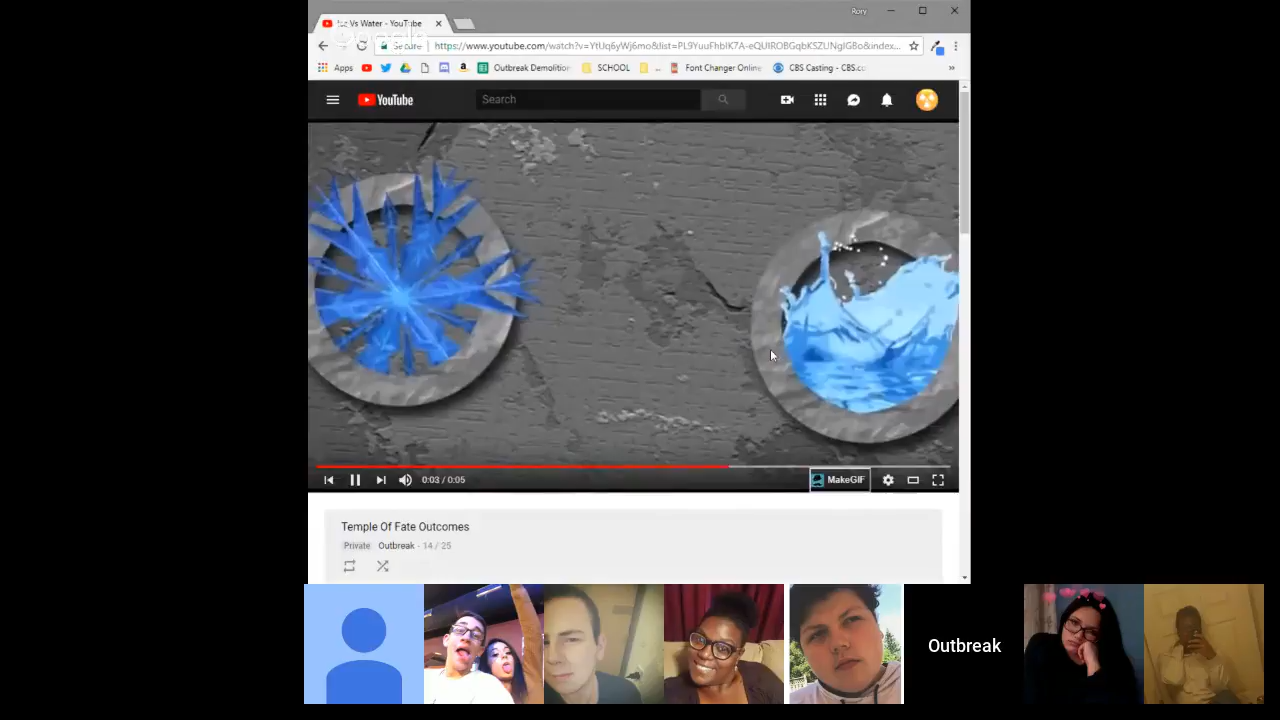 Rory
Ice Vs Water - YouTube
Secure
https://www.youtube.com/watch?v=YtUq6yWj6mo&list=PL9YuuFhbIK7A-eQUIROBGqbKSZUNgIG8o&index...
Apps
Outbreak Demolition
SCHOOL
...
Font Changer Online
CBS Casting - CBS.c
YouTube
Search
0:03 / 0:05
MakeGIF
Temple Of Fate Outcomes
Private Outbreak - 14 / 25
Outbreak